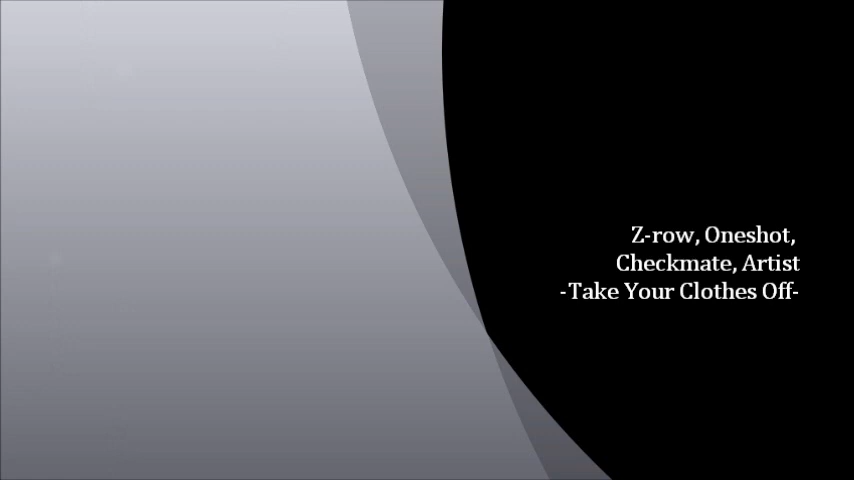 Z-row, Oneshot,
Checkmate, Artist
-Take Your Clothes Off-